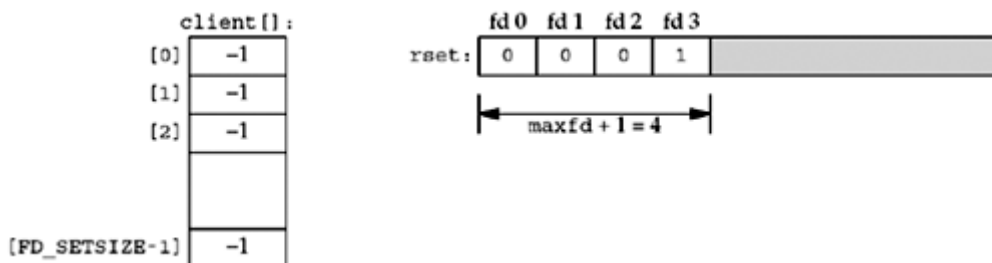 client[]:
[0] -1
[1] -1
[2] -1
[FD_SETSIZE-1] -1
fd 0 fd 1 fd 2 fd 3
rset: 0 0 0 1
maxfd + 1 = 4